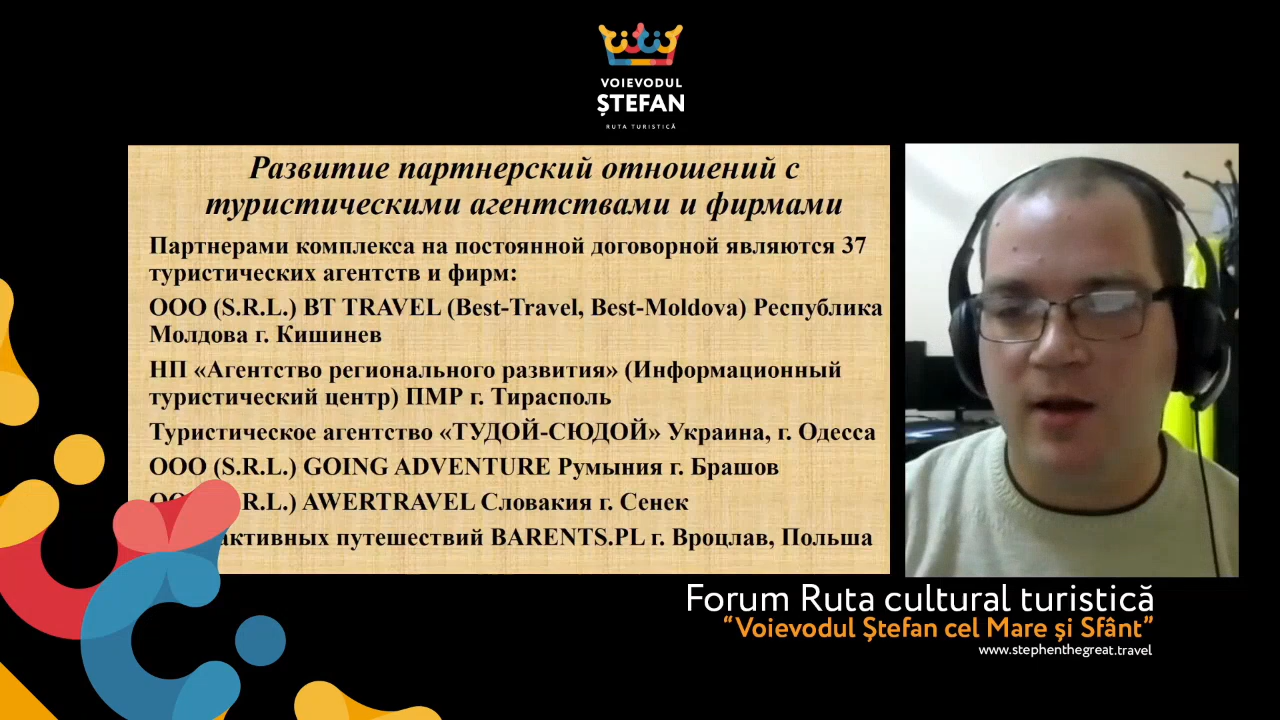 VOIEVODUL
ȘTEFAN
RUTA TURISTICĂ
Развитие партнерский отношений с
туристическими агентствами и фирмами
Партнерами комплекса на постоянной договорной являются 37
туристических агентств и фирм:
ООО (S.R.L.) BT TRAVEL (Best-Travel, Best-Moldova) Республика
Молдова г. Кишинев
НП «Агентство регионального развития» (Информационный
туристический центр) ПМР г. Тирасполь
Туристическое агентство «ТУДОЙ-СЮДОЙ» Украина, г. Одесса
ООО (S.R.L.) GOING ADVENTURE Румыния г. Брашов
AWERTRAVEL Словакия г. Сенек
активных путешествий BARENTS.PL г. Вроцлав, Польша
Forum Ruta cultural turistică
“Voievodul Ștefan cel Mare și Sfânt”
www.stephenthegreat.travel